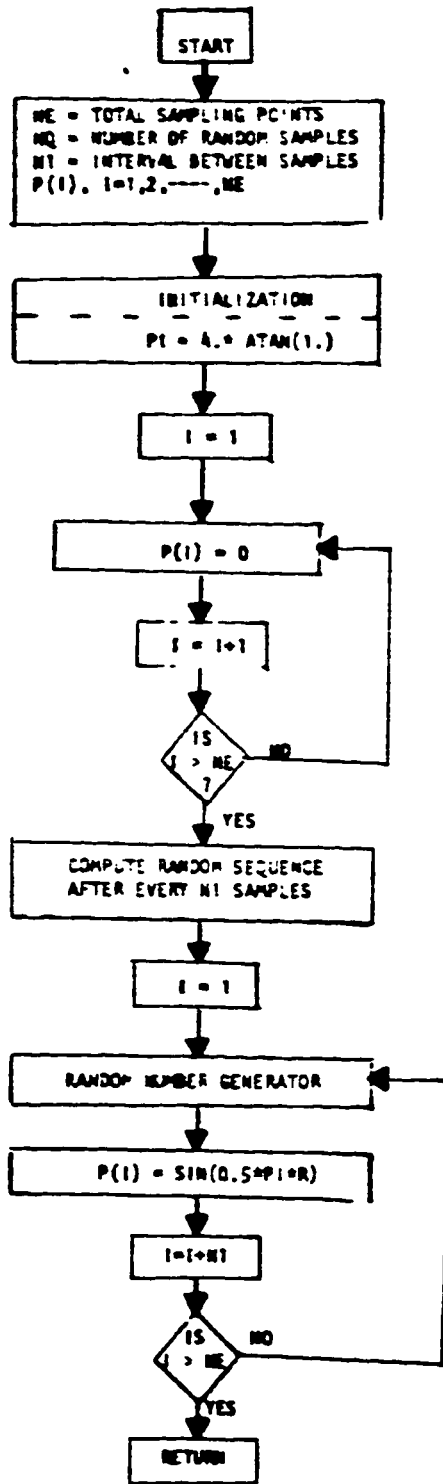 START
NE = TOTAL SAMPLING POINTS
NQ = NUMBER OF RANDOM SAMPLES
NI = INTERVAL BETWEEN SAMPLES
P(I), I=1,2,----,NE
INITIALIZATION
PI = 4.* ATAN(1.)
I = 1
P(I) = 0
I = I+1
IS
I > NE
?
NO
YES
COMPUTE RANDOM SEQUENCE
AFTER EVERY NI SAMPLES
I = 1
RANDOM NUMBER GENERATOR
P(I) = SIN(0.5*PI*R)
I=I+NI
IS
I > NE
NO
YES
RETURN